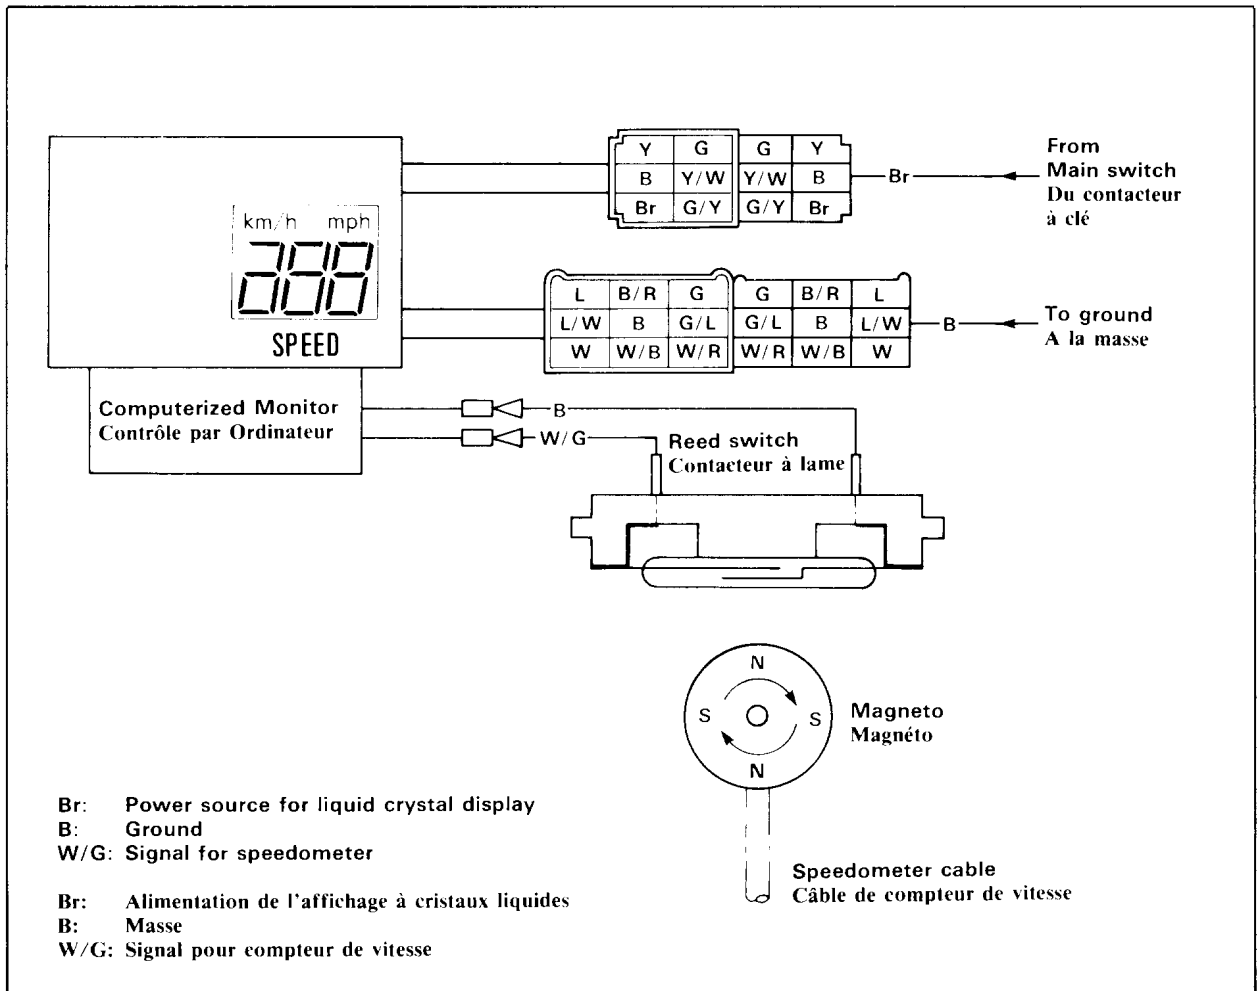 Y G G Y
B Y/W Y/W B
Br G/Y G/Y Br
Br
From
Main switch
Du contacteur
à clé
km/h mph
288
SPEED
L B/R G G B/R L
L/W B G/L G/L B L/W
W W/B W/R W/R W/B W
B
To ground
A la masse
Computerized Monitor
Contrôle par Ordinateur
B
W/G
Reed switch
Contacteur à lame
N
S S
N
Magneto
Magnéto
Br: Power source for liquid crystal display
B: Ground
W/G: Signal for speedometer
Speedometer cable
Câble de compteur de vitesse
Br: Alimentation de l'affichage à cristaux liquides
B: Masse
W/G: Signal pour compteur de vitesse